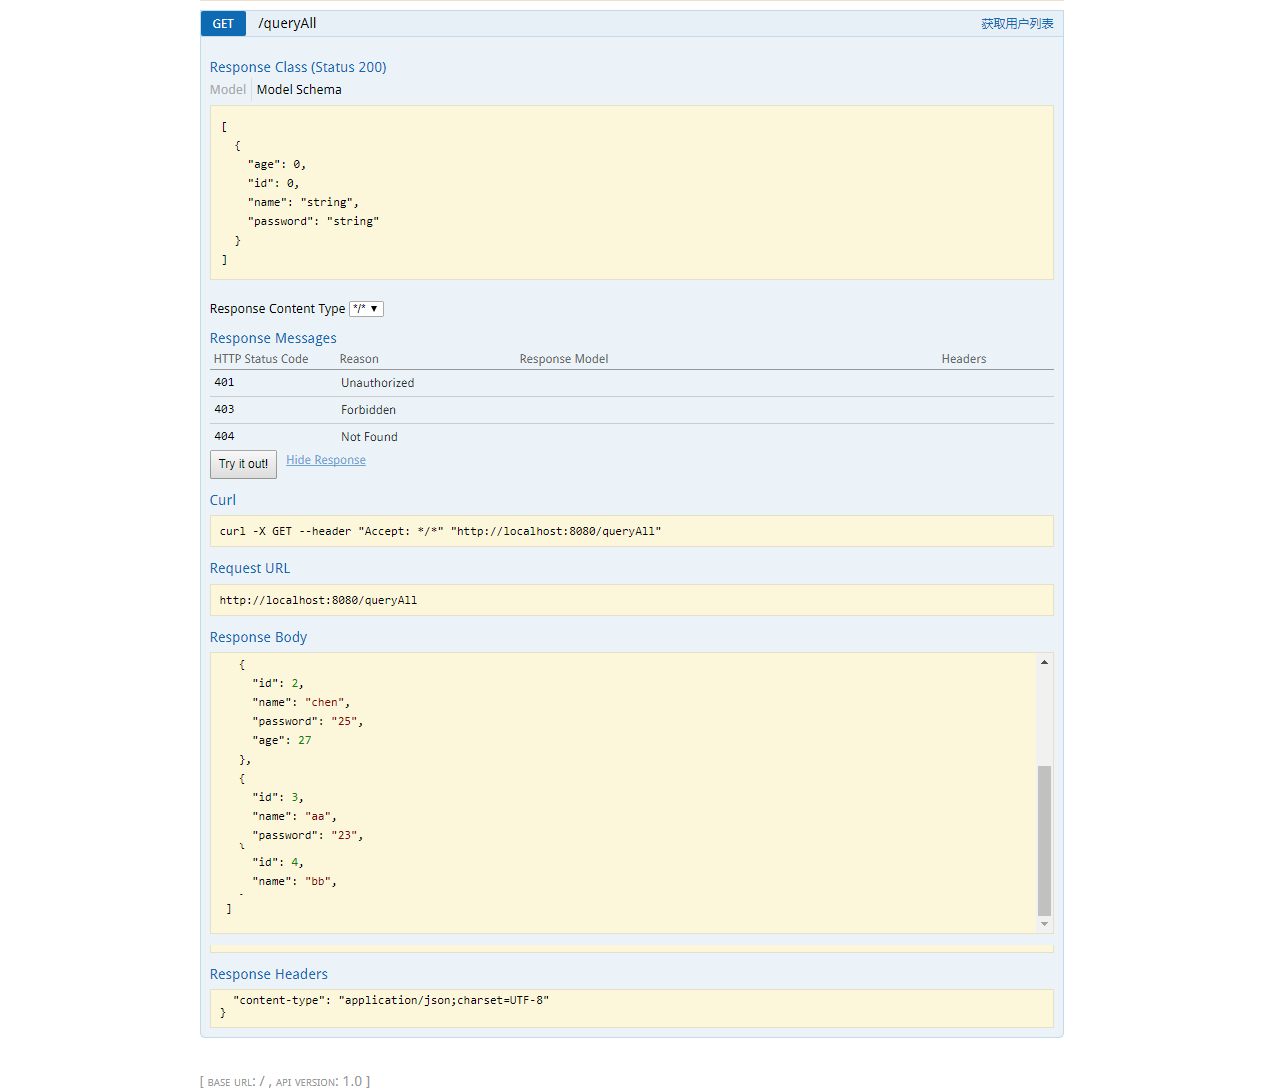 GET /queryAll 获取用户列表
Response Class (Status 200)
Model Model Schema
[
{
"age": 0,
"id": 0,
"name": "string",
"password": "string"
}
]
Response Content Type */*
Response Messages
HTTP Status Code Reason Response Model Headers
401 Unauthorized
403 Forbidden
404 Not Found
Try it out! Hide Response
Curl
curl -X GET --header "Accept: */*" "http://localhost:8080/queryAll"
Request URL
http://localhost:8080/queryAll
Response Body
{
"id": 2,
"name": "chen",
"password": "25",
"age": 27
},
{
"id": 3,
"name": "aa",
"password": "23",
"id": 4,
"name": "bb",
]
Response Headers
"content-type": "application/json;charset=UTF-8"
}
[ BASE URL: / , API VERSION: 1.0 ]